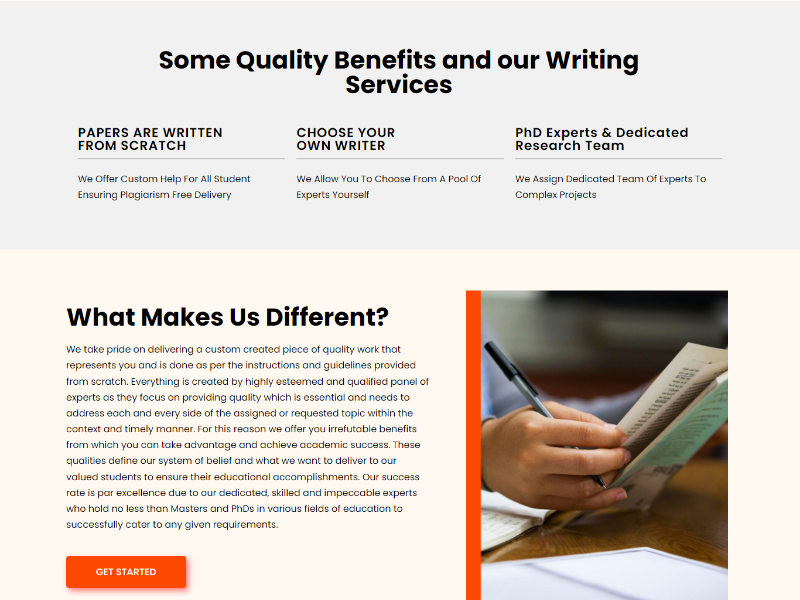 Some Quality Benefits and our Writing
Services
PAPERS ARE WRITTEN
FROM SCRATCH
We Offer Custom Help For All Student
Ensuring Plagiarism Free Delivery
CHOOSE YOUR
OWN WRITER
We Allow You To Choose From A Pool Of
Experts Yourself
PhD Experts & Dedicated
Research Team
We Assign Dedicated Team Of Experts To
Complex Projects
What Makes Us Different?
We take pride on delivering a custom created piece of quality work that
represents you and is done as per the instructions and guidelines provided
from scratch. Everything is created by highly esteemed and qualified panel of
experts as they focus on providing quality which is essential and needs to
address each and every side of the assigned or requested topic within the
context and timely manner. For this reason we offer you irrefutable benefits
from which you can take advantage and achieve academic success. These
qualities define our system of belief and what we want to deliver to our
valued students to ensure their educational accomplishments. Our success
rate is par excellence due to our dedicated, skilled and impeccable experts
who hold no less than Masters and PhDs in various fields of education to
successfully cater to any given requirements.
GET STARTED